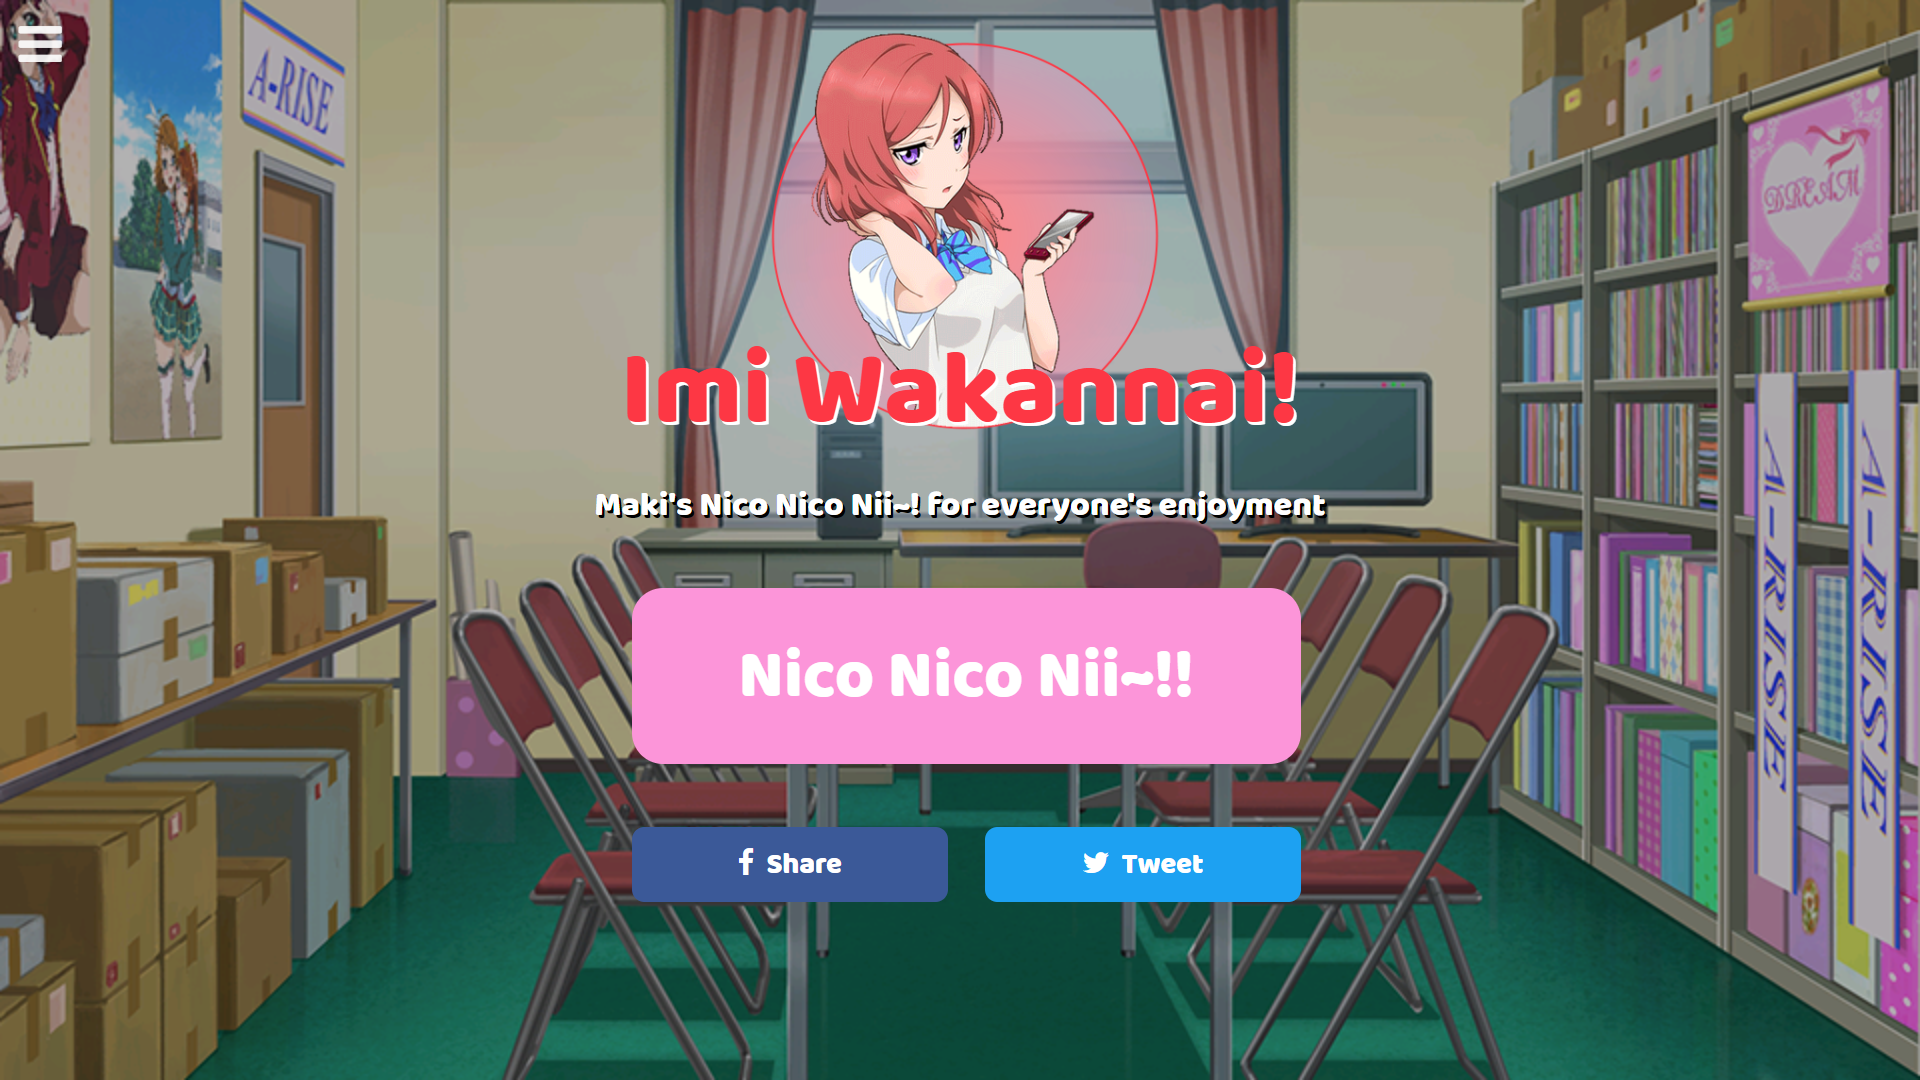 A-RISE
DREAM
Imi Wakannai!
Maki's Nico Nico Nii~! for everyone's enjoyment
Nico Nico Nii~!!
Share
Tweet
A-RISE
A-RISE